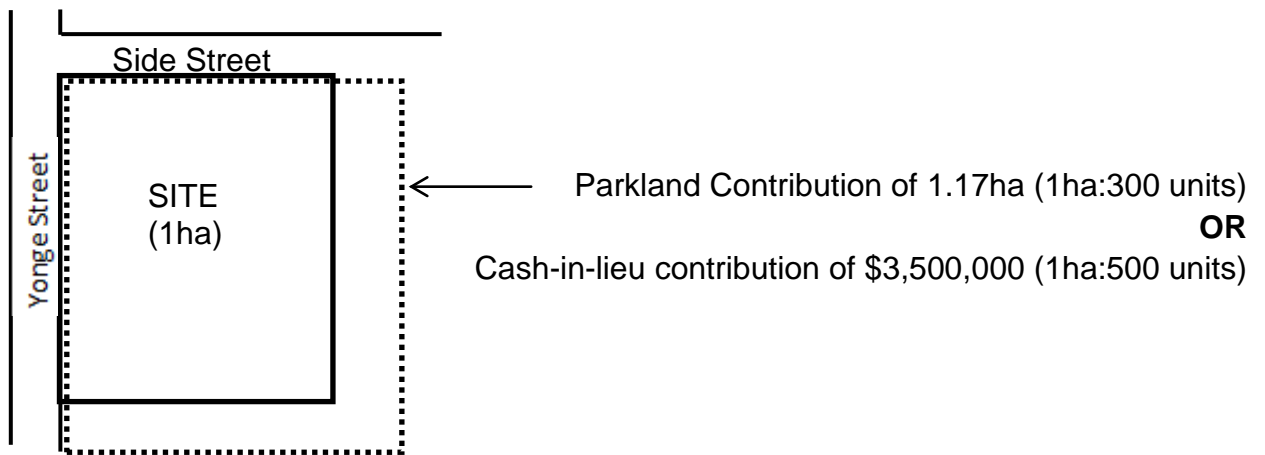 Side Street
Yonge Street
SITE
(1ha)
Parkland Contribution of 1.17ha (1ha:300 units)
OR
Cash-in-lieu contribution of $3,500,000 (1ha:500 units)